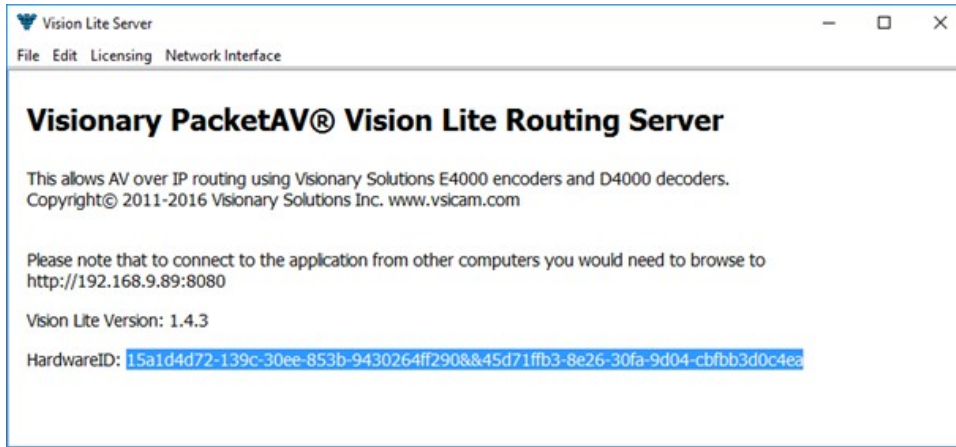 Vision Lite Server
File Edit Licensing Network Interface
Visionary PacketAV® Vision Lite Routing Server
This allows AV over IP routing using Visionary Solutions E4000 encoders and D4000 decoders.
Copyright© 2011-2016 Visionary Solutions Inc. www.vsicam.com
Please note that to connect to the application from other computers you would need to browse to
http://192.168.9.89:8080
Vision Lite Version: 1.4.3
HardwareID: 15a1d4d72-139c-30ee-853b-9430264ff290&&45d71ffb3-8e26-30fa-9d04-cbfbb3d0c4ea